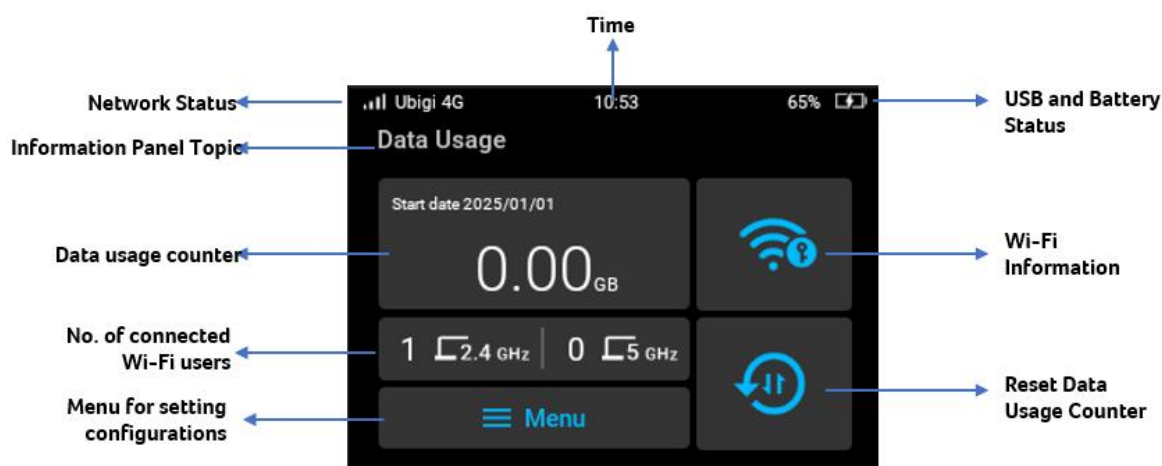 Time
Network Status
Ubigi 4G
10:53
65%
USB and Battery
Status
Information Panel Topic
Data Usage
Start date 2025/01/01
Data usage counter
0.00GB
Wi-Fi
Information
No. of connected
Wi-Fi users
1 2.4 GHz
0 5 GHz
Menu for setting
configurations
Menu
Reset Data
Usage Counter